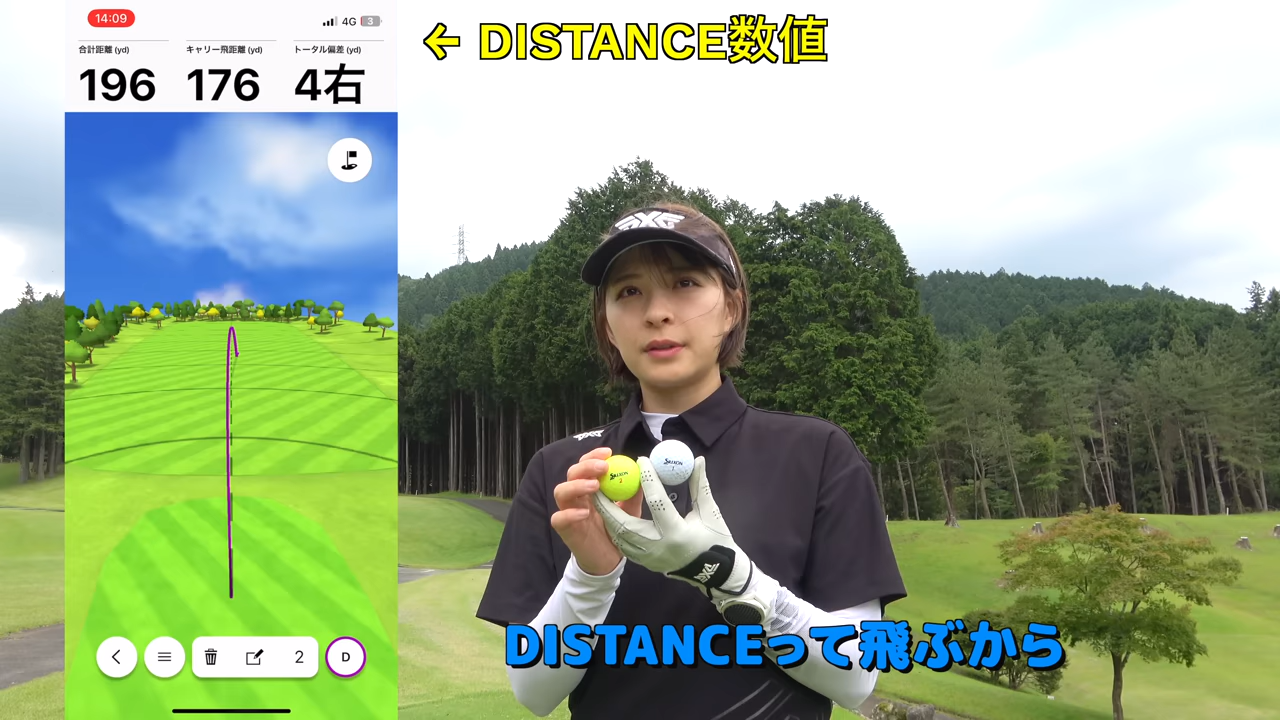 14:09
4G 3
← DISTANCE数値
合計距離 (yd) キャリー飛距離 (yd) トータル偏差 (yd)
196 176 4右
PXG
PXG
SRIXON
SRIXON
PXG
2 D
DISTANCEって飛ぶから